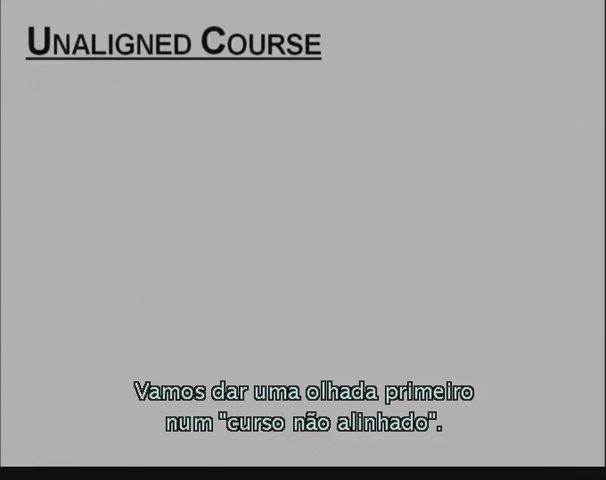 Unaligned Course
Vamos dar uma olhada primeiro
num "curso não alinhado".